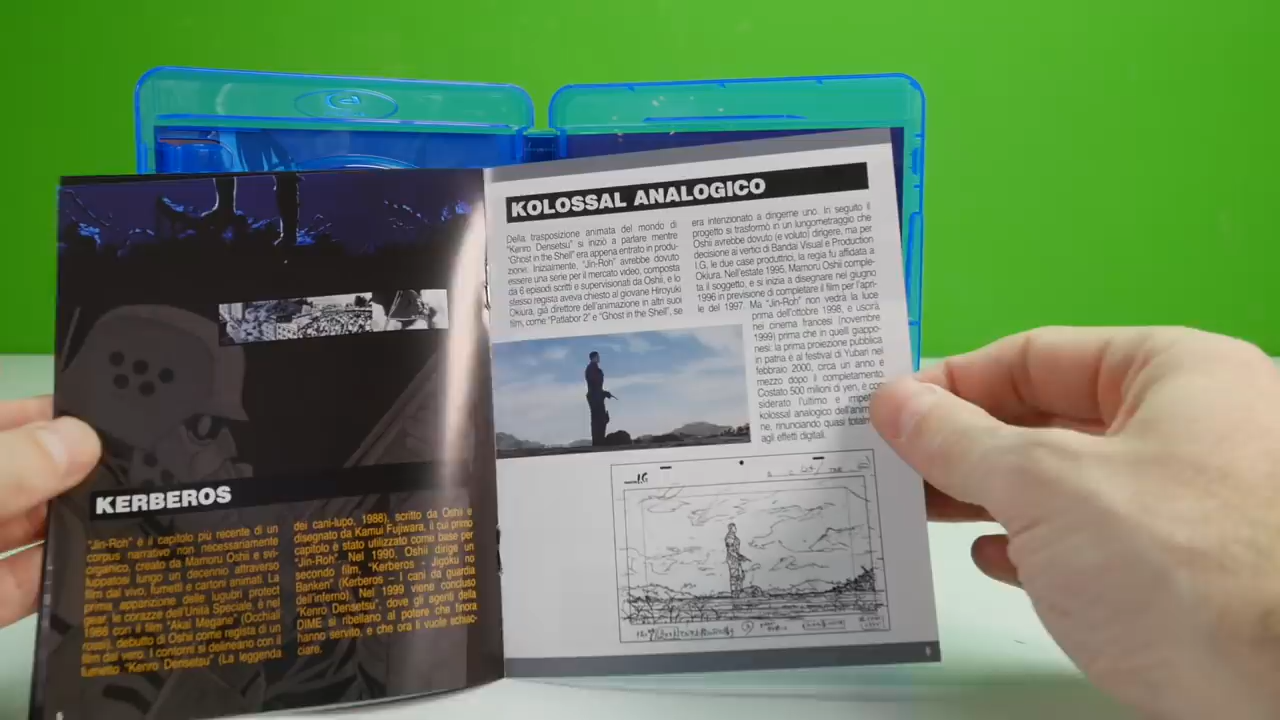 KERBEROS
"Jin-Roh" è il capitolo più recente di un
corpus narrativo non necessariamente
organico, creato da Mamoru Oshii e svi-
luppatosi lungo un decennio attraverso
film dal vivo, fumetti e cartoni animati. La
prima apparizione delle lugubri protect
gear, le corazze dell'Unità Speciale, è nel
1986 con il film "Akai Megane" (Occhiali
rossi), debutto di Oshii come regista di un
film dal vero. I contorni si delineano con il
fumetto "Kenro Densetsu" (La leggenda
dei cani-lupo, 1988), scritto da Oshii e
disegnato da Kamui Fujiwara, il cui primo
capitolo è stato utilizzato come base per
"Jin-Roh". Nel 1990, Oshii dirige un
secondo film, "Kerberos - Jigoku no
Banken" (Kerberos – I cani da guardia
dell'inferno). Nel 1999 viene concluso
"Kenro Densetsu", dove gli agenti della
DIME si ribellano al potere che finora
hanno servito, e che ora li vuole schiac-
ciare.
KOLOSSAL ANALOGICO
Della trasposizione animata del mondo di
"Kenro Densetsu" si iniziò a parlare mentre
"Ghost in the Shell" era appena entrato in produ-
zione. Inizialmente, "Jin-Roh" avrebbe dovuto
essere una serie per il mercato video, composta
da 6 episodi scritti e supervisionati da Oshii, e lo
stesso regista aveva chiesto al giovane Hiroyuki
Okiura, già direttore dell'animazione in altri suoi
film, come "Patlabor 2" e "Ghost in the Shell", se
era intenzionato a dirigerne uno. In seguito il
progetto si trasformò in un lungometraggio che
Oshii avrebbe dovuto (e voluto) dirigere, ma per
decisione ai vertici di Bandai Visual e Production
I.G, le due case produttrici, la regia fu affidata a
Okiura. Nell'estate 1995, Mamoru Oshii comple-
ta il soggetto, e si inizia a disegnare nel giugno
1996 in previsione di completare il film per l'apri-
le del 1997. Ma "Jin-Roh" non vedrà la luce
prima dell'ottobre 1998, e uscirà
nei cinema francesi (novembre
1999) prima che in quelli giappo-
nesi: la prima proiezione pubblica
in patria è al festival di Yubari nel
febbraio 2000, circa un anno e
mezzo dopo il completamento.
Costato 500 milioni di yen, è con
siderato l'ultimo e
kolossal analogico
ne, rinunciando quasi
agli effetti digitali.